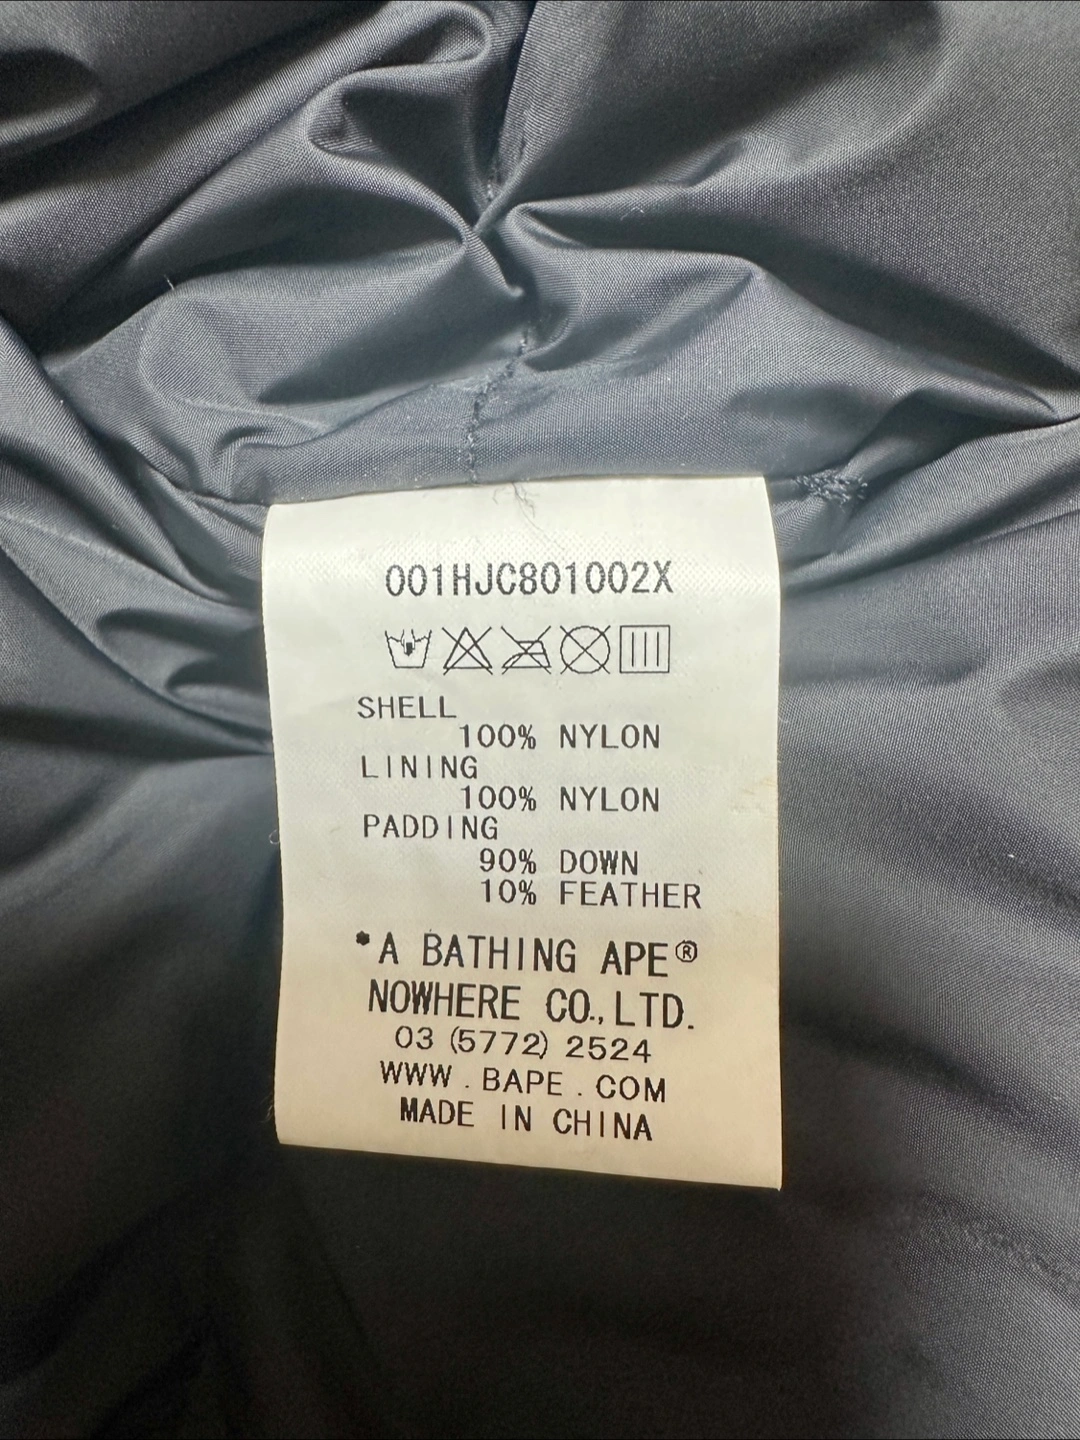 001HJC801002X
SHELL
100% NYLON
LINING
100% NYLON
PADDING
90% DOWN
10% FEATHER
*A BATHING APE®
NOWHERE CO.,LTD.
03 (5772) 2524
WWW.BAPE.COM
MADE IN CHINA